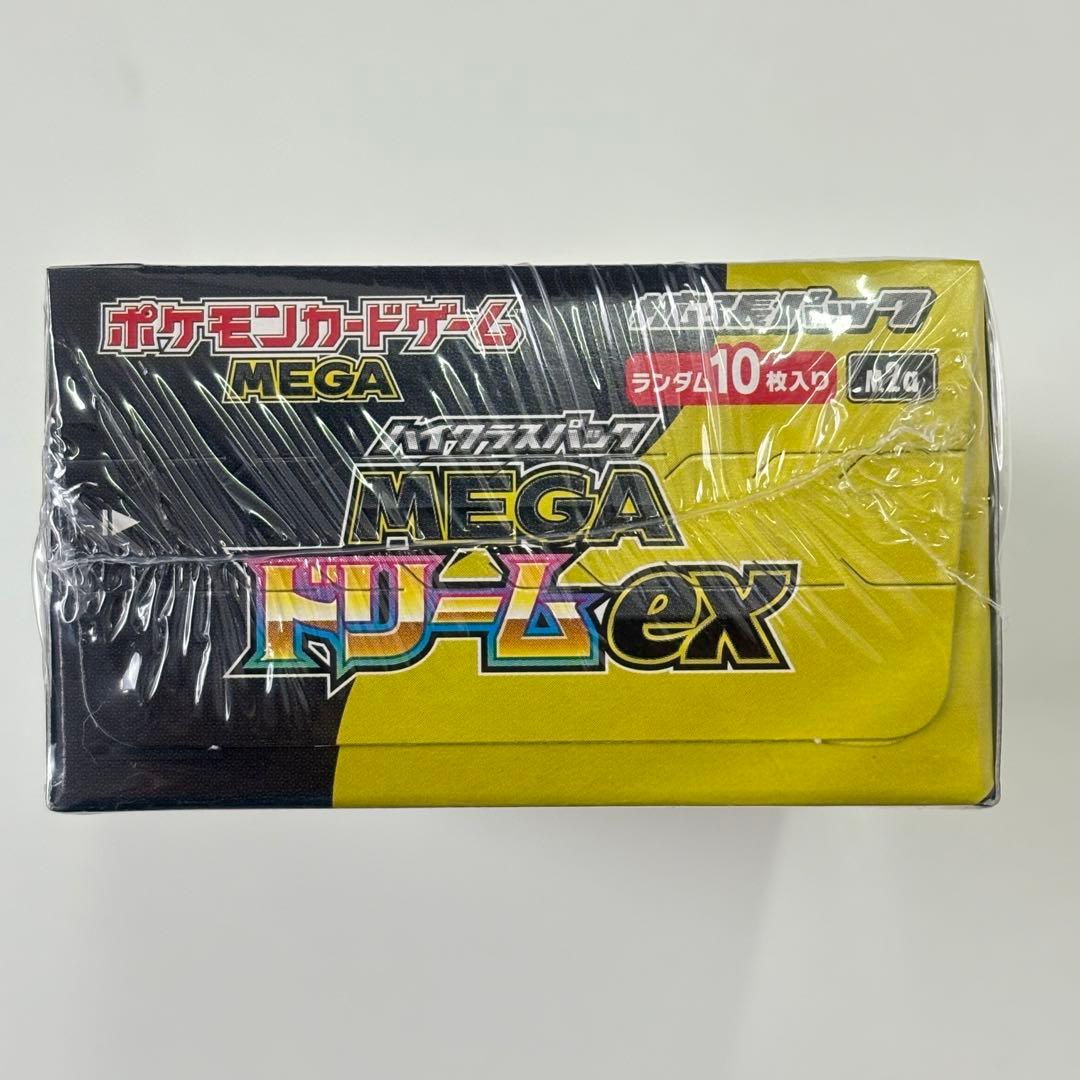 ポケモンカードゲーム
MEGA
拡張パック
ランダム10枚入り
M2a
ハイクラスパック
MEGA
ドリームex